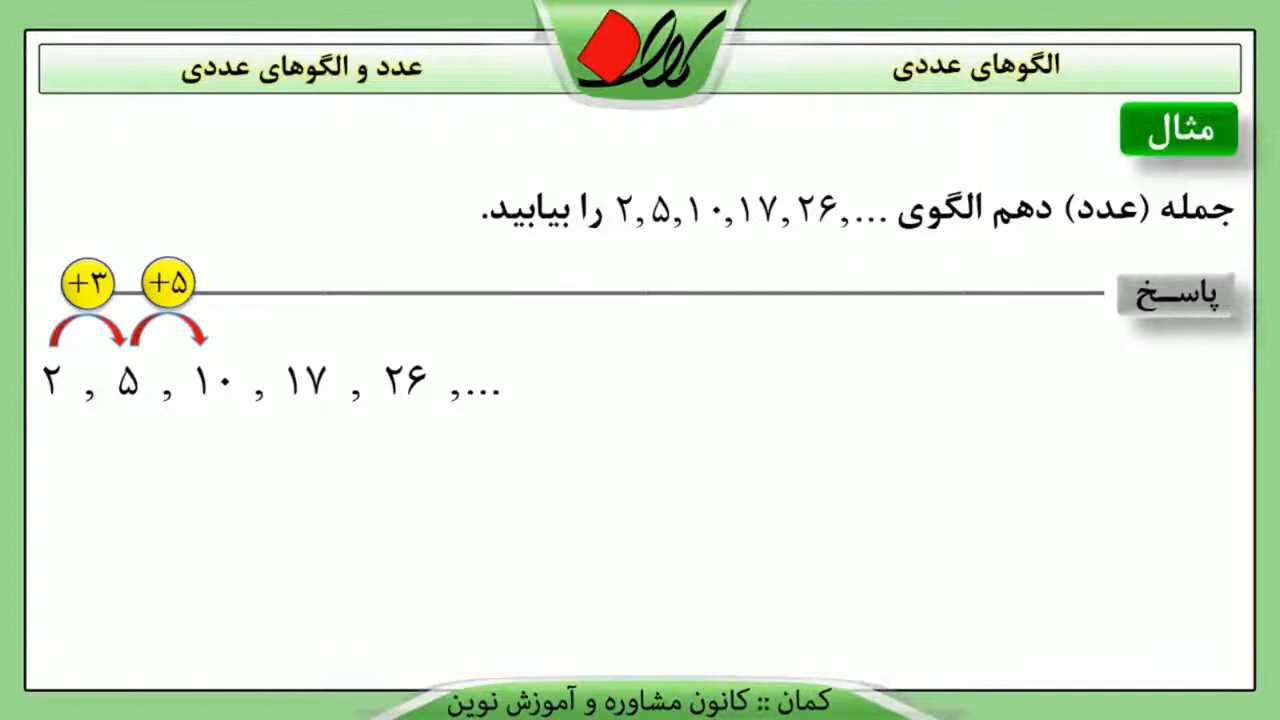 الگوهای عددی
عدد و الگوهای عددی
کمان
مثال
جمله (عدد) دهم الگوی ۲,۵,۱۰,۱۷,۲۶,... را بیابید.
پاسـخ
+۳ +۵
۲ , ۵ , ۱۰ , ۱۷ , ۲۶ ,...
کمان :: کانون مشاوره و آموزش نوین